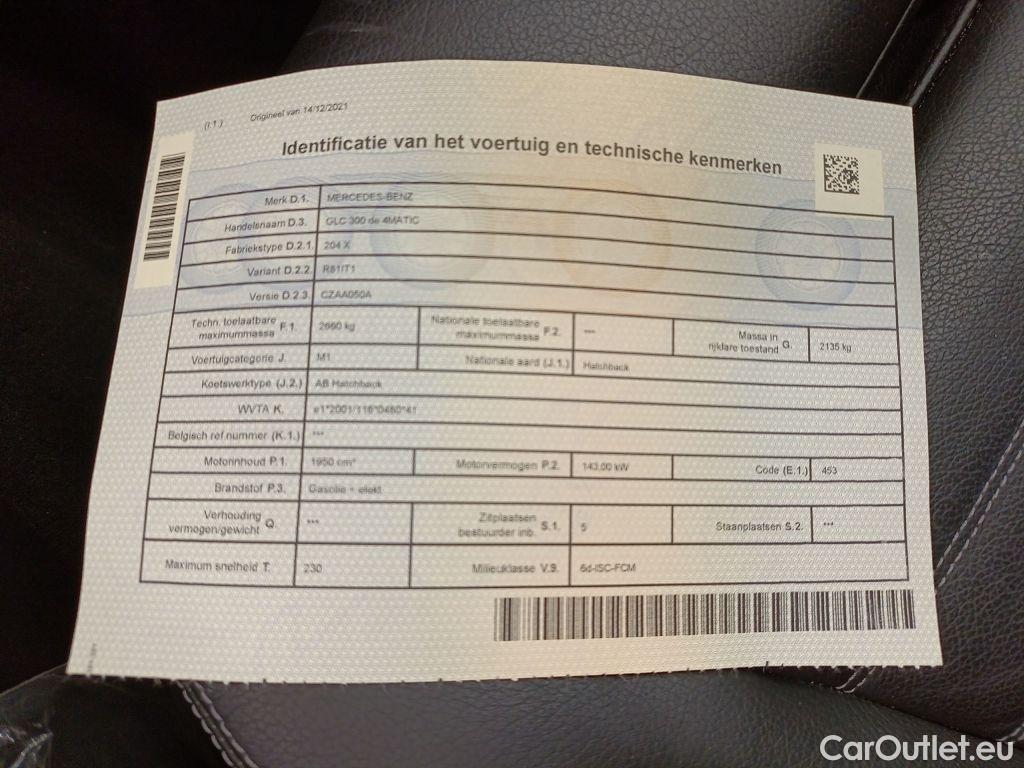 (I.1.) Origineel van 14/12/2021
Identificatie van het voertuig en technische kenmerken
Merk D.1. MERCEDES-BENZ
Handelsnaam D.3. GLC 300 de 4MATIC
Fabriekstype D.2.1. 204 X
Variant D.2.2. R81IT1
Versie D.2.3. CZAA050A
Techn. toelaatbare maximummassa F.1. 2660 kg Nationale toelaatbare maximummassa F.2. *** Massa in rijklare toestand G. 2135 kg
Voertuigcategorie J. M1 Nationale aard (J.1.) Hatchback
Koetswerktype (J.2.) AB Hatchback
WVTA K. e1*2001/116*0480*41
Belgisch ref nummer (K.1.) ***
Motorinhoud P.1. 1950 cm³ Motorvermogen P.2. 143.00 kW Code (E.1.) 453
Brandstof P.3. Gasolie + elekt
Verhouding vermogen/gewicht Q. *** Zitplaatsen bestuurder inb. S.1. 5 Staanplaatsen S.2. ***
Maximum snelheid T. 230 Milieuklasse V.9. 6d-ISC-FCM
CarOutlet.eu